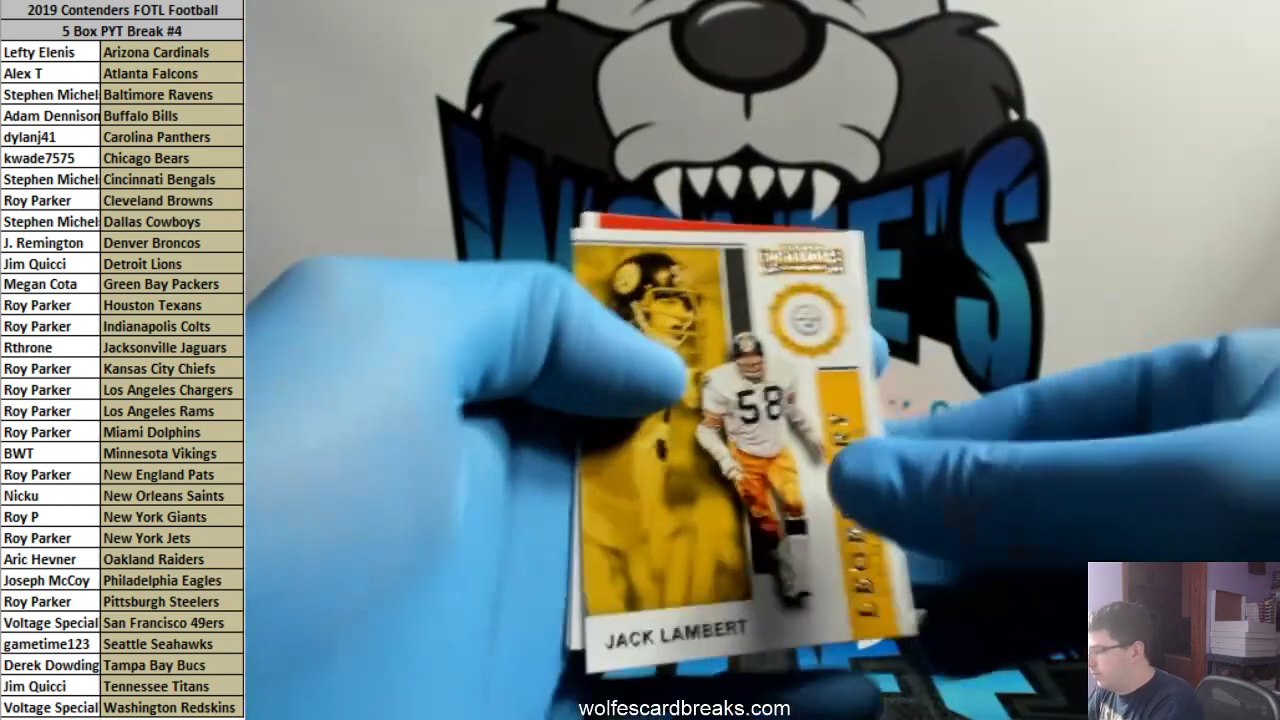 2019 Contenders FOTL Football
5 Box PYT Break #4
Lefty Elenis Arizona Cardinals
Alex T Atlanta Falcons
Stephen Michel Baltimore Ravens
Adam Dennison Buffalo Bills
dylanj41 Carolina Panthers
kwade7575 Chicago Bears
Stephen Michel Cincinnati Bengals
Roy Parker Cleveland Browns
Stephen Michel Dallas Cowboys
J. Remington Denver Broncos
Jim Quicci Detroit Lions
Megan Cota Green Bay Packers
Roy Parker Houston Texans
Roy Parker Indianapolis Colts
Rthrone Jacksonville Jaguars
Roy Parker Kansas City Chiefs
Roy Parker Los Angeles Chargers
Roy Parker Los Angeles Rams
Roy Parker Miami Dolphins
BWT Minnesota Vikings
Roy Parker New England Pats
Nicku New Orleans Saints
Roy P New York Giants
Roy Parker New York Jets
Aric Hevner Oakland Raiders
Joseph McCoy Philadelphia Eagles
Roy Parker Pittsburgh Steelers
Voltage Special San Francisco 49ers
gametime123 Seattle Seahawks
Derek Dowding Tampa Bay Bucs
Jim Quicci Tennessee Titans
Voltage Special Washington Redskins
58
JACK LAMBERT
wolfescardbreaks.com